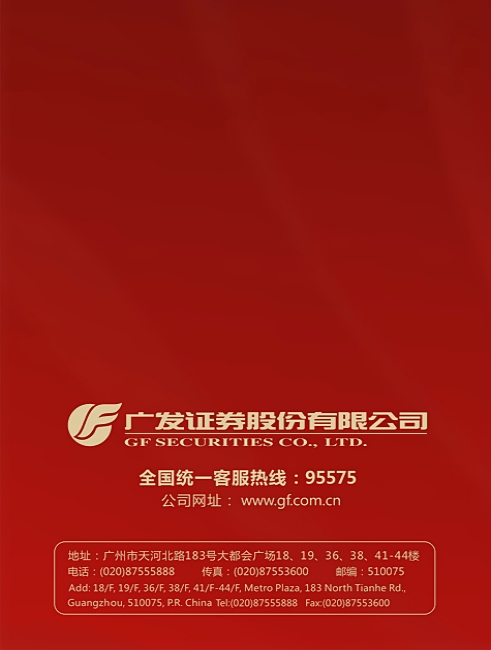 广发证券股份有限公司
GF SECURITIES CO., LTD.
全国统一客服热线：95575
公司网址： www.gf.com.cn
地址：广州市天河北路183号大都会广场18、19、36、38、41-44楼
电话：(020)87555888 传真：(020)87553600 邮编：510075
Add: 18/F, 19/F, 36/F, 38/F, 41/F-44/F, Metro Plaza, 183 North Tianhe Rd.,
Guangzhou, 510075, P.R. China Tel:(020)87555888 Fax:(020)87553600